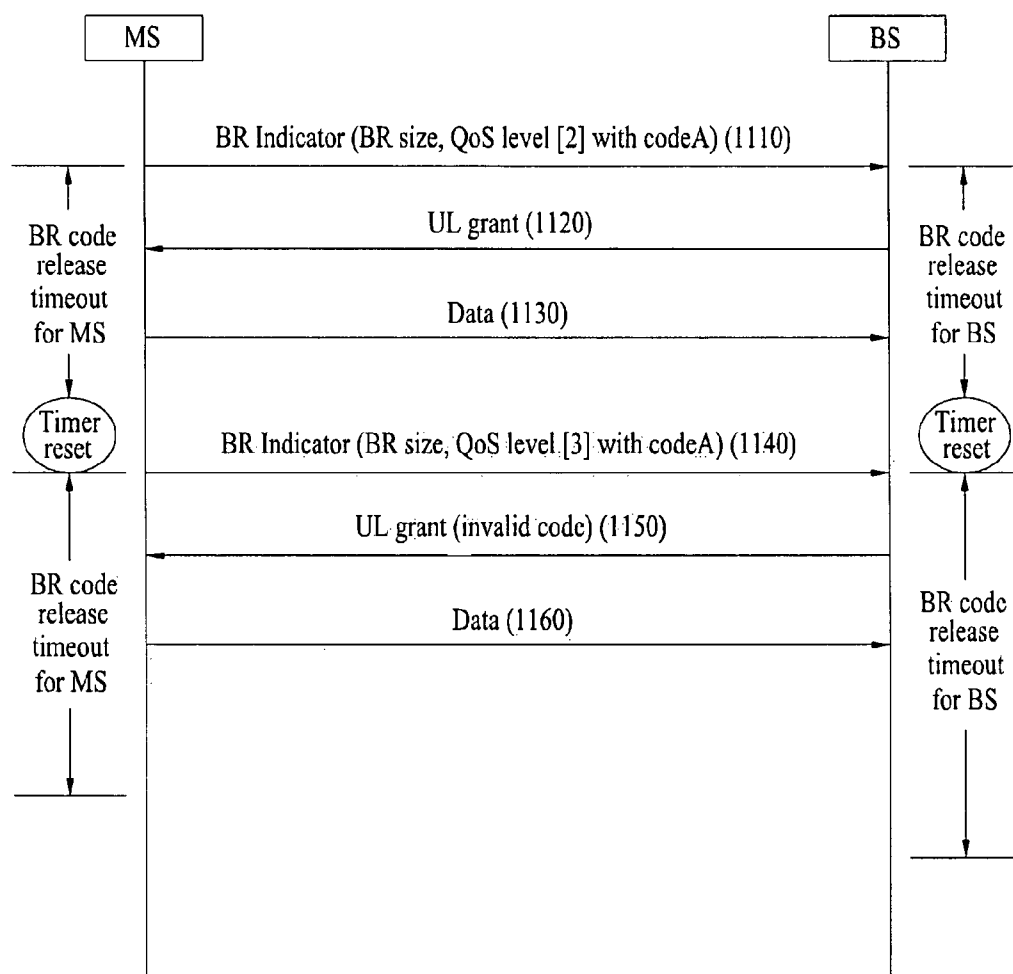 MS
BS
BR Indicator (BR size, QoS level [2] with codeA) (1110)
UL grant (1120)
BR code
release
timeout
for MS
BR code
release
timeout
for BS
Data (1130)
Timer
reset
BR Indicator (BR size, QoS level [3] with codeA) (1140)
Timer
reset
UL grant (invalid code) (1150)
BR code
release
timeout
for MS
BR code
release
timeout
for BS
Data (1160)